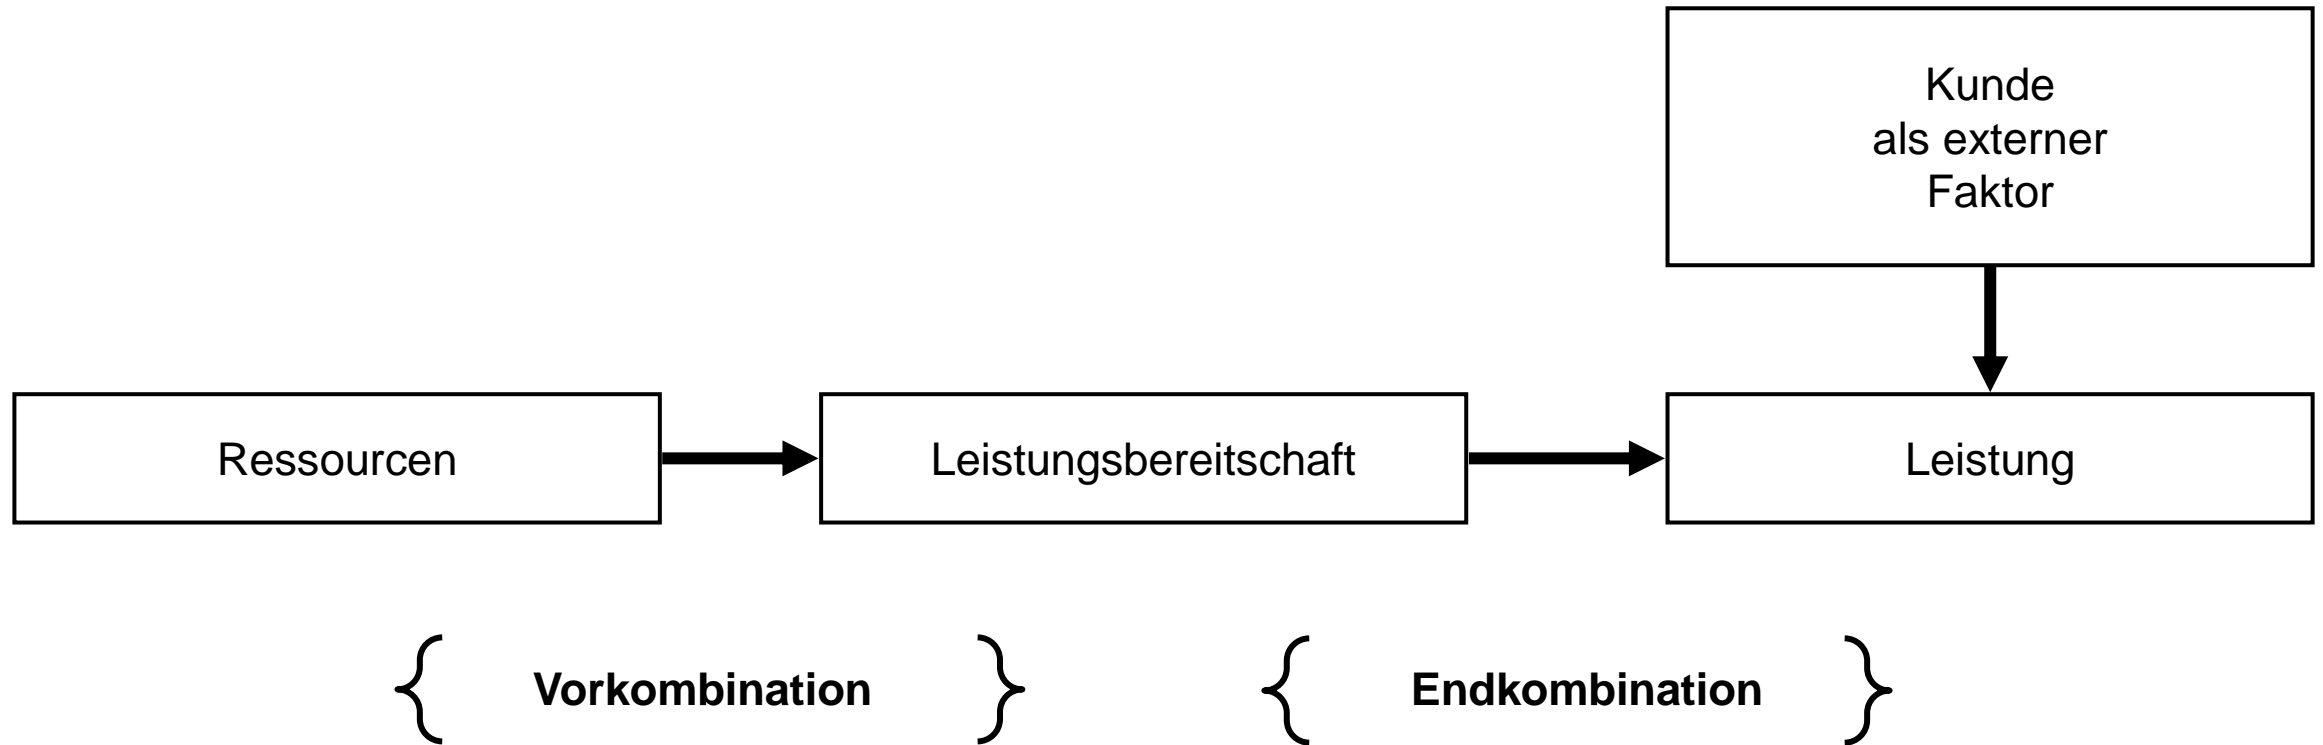 Kunde
als externer
Faktor
Ressourcen
Leistungsbereitschaft
Leistung
Vorkombination
Endkombination